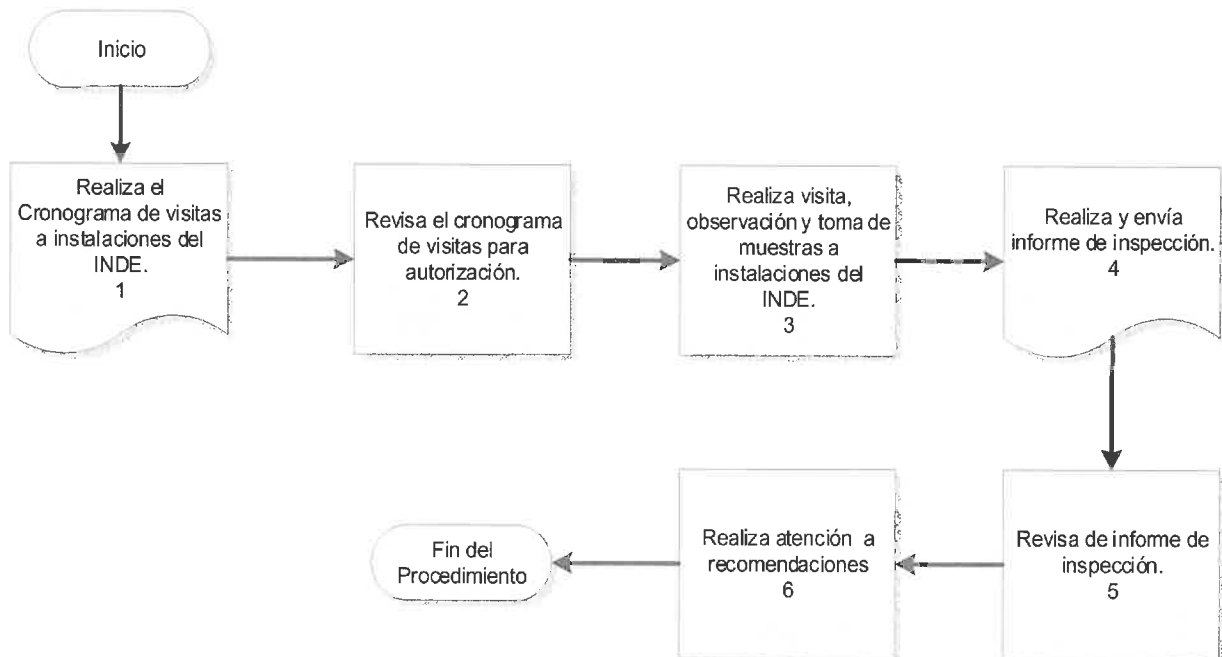 Inicio
Realiza el
Cronograma de visitas
a instalaciones del
INDE.
1
Revisa el cronograma
de visitas para
autorización.
2
Realiza visita,
observación y toma de
muestras a
instalaciones del
INDE.
3
Realiza y envía
informe de inspección.
4
Revisa de informe de
inspección.
5
Realiza atención a
recomendaciones
6
Fin del
Procedimiento